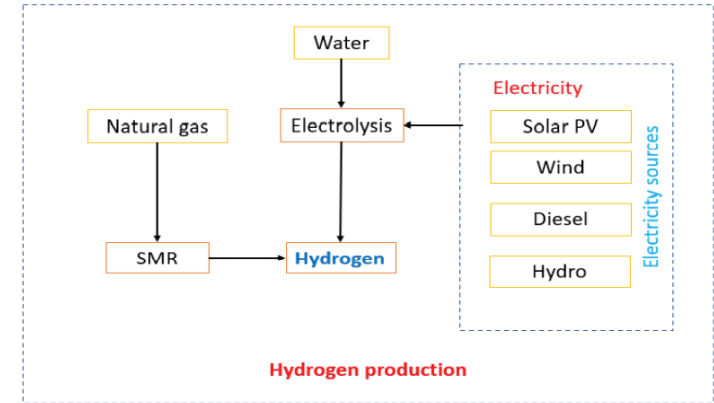 Water
Electricity
Natural gas
Electrolysis
Solar PV
Wind
Diesel
Hydro
Electricity sources
SMR
Hydrogen
Hydrogen production